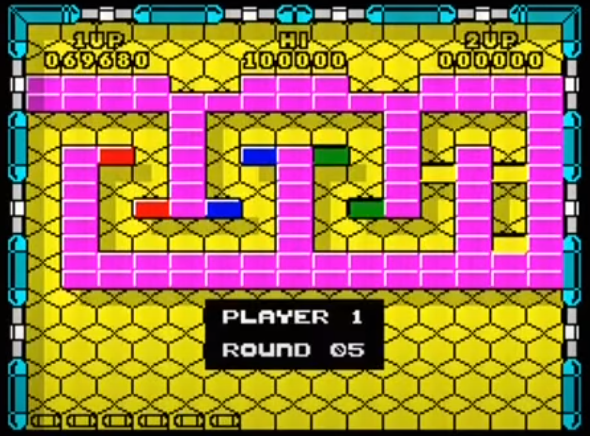 1UP HI 2UP
069680 100000 000000
PLAYER 1
ROUND 05